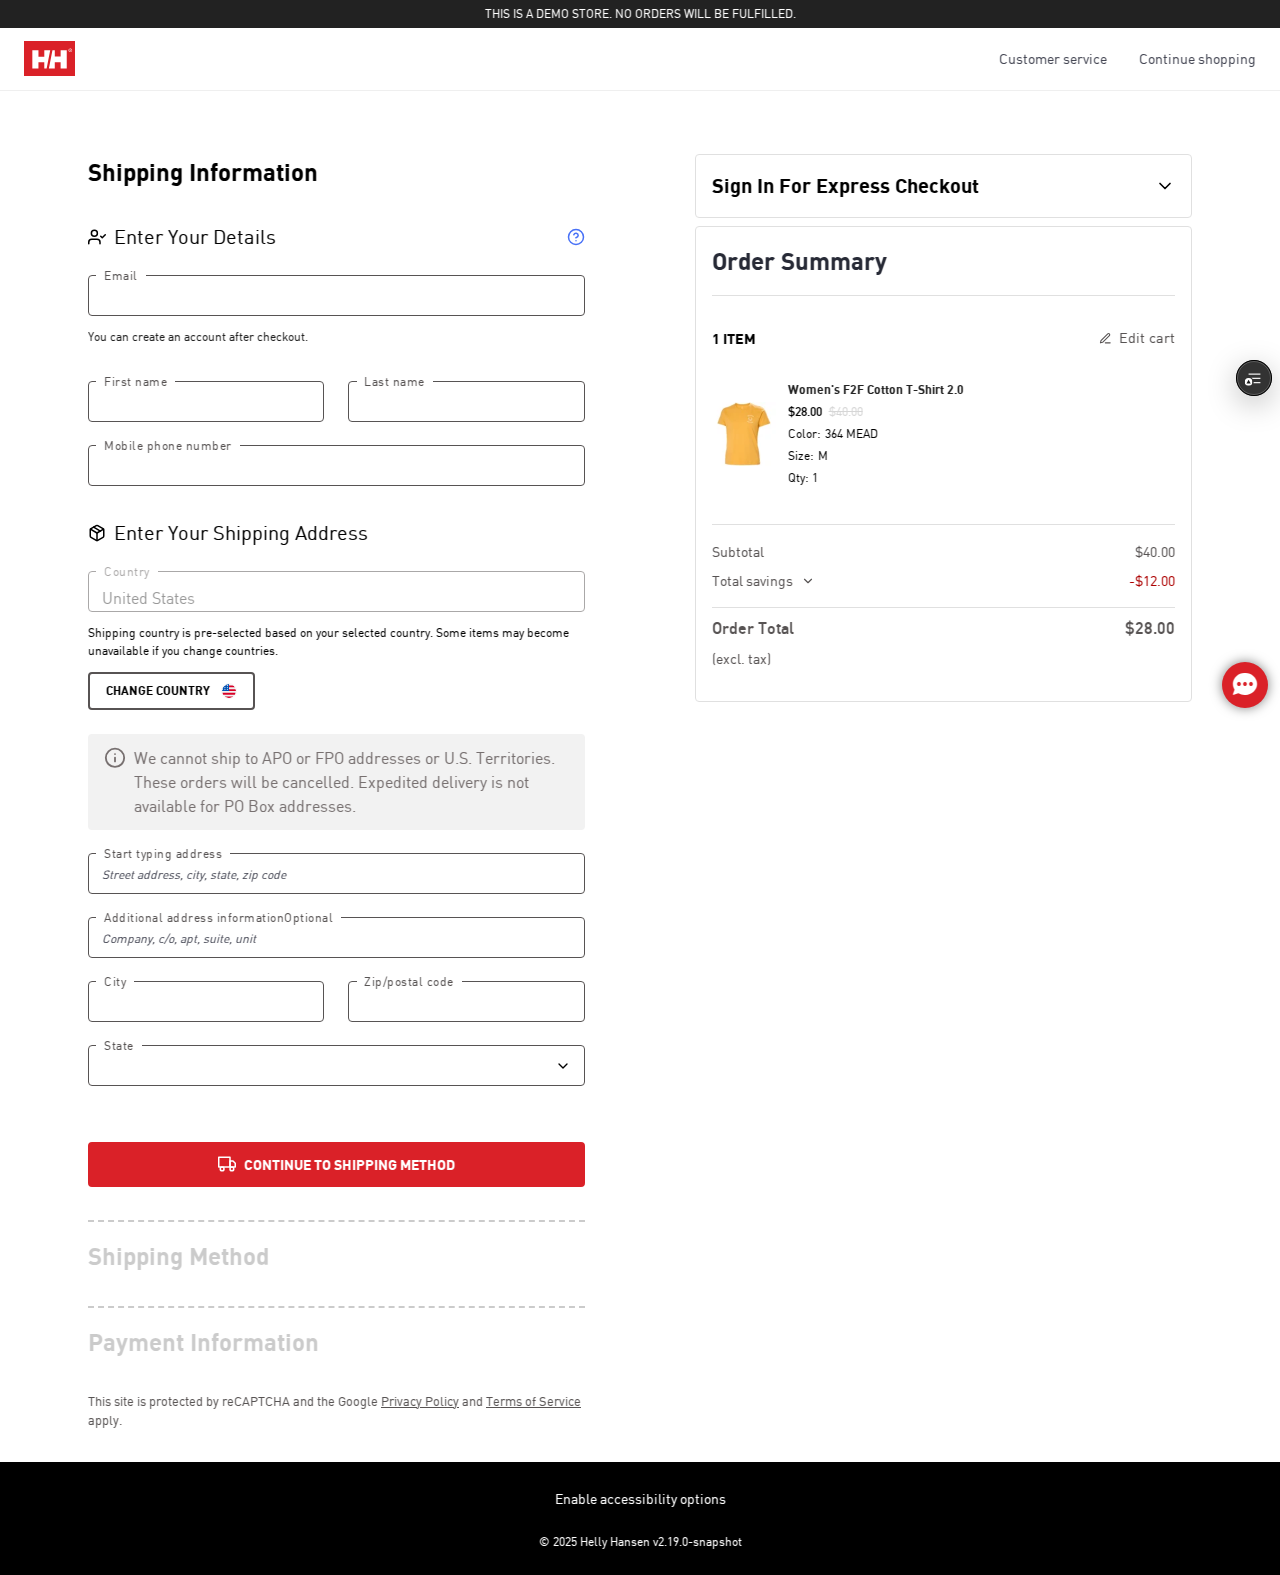 THIS IS A DEMO STORE. NO ORDERS WILL BE FULFILLED.
HH
Customer service
Continue shopping
Shipping Information
Enter Your Details
Email
You can create an account after checkout.
First name
Last name
Mobile phone number
Enter Your Shipping Address
Country
United States
Shipping country is pre-selected based on your selected country. Some items may become
unavailable if you change countries.
CHANGE COUNTRY
We cannot ship to APO or FPO addresses or U.S. Territories.
These orders will be cancelled. Expedited delivery is not
available for PO Box addresses.
Start typing address
Street address, city, state, zip code
Additional address informationOptional
Company, c/o, apt, suite, unit
City
Zip/postal code
State
CONTINUE TO SHIPPING METHOD
Shipping Method
Payment Information
This site is protected by reCAPTCHA and the Google Privacy Policy and Terms of Service
apply.
Sign In For Express Checkout
Order Summary
1 ITEM
Edit cart
Women's F2F Cotton T-Shirt 2.0
$28.00 $40.00
Color: 364 MEAD
Size: M
Qty: 1
Subtotal
$40.00
Total savings
-$12.00
Order Total
$28.00
(excl. tax)
Enable accessibility options
© 2025 Helly Hansen v2.19.0-snapshot